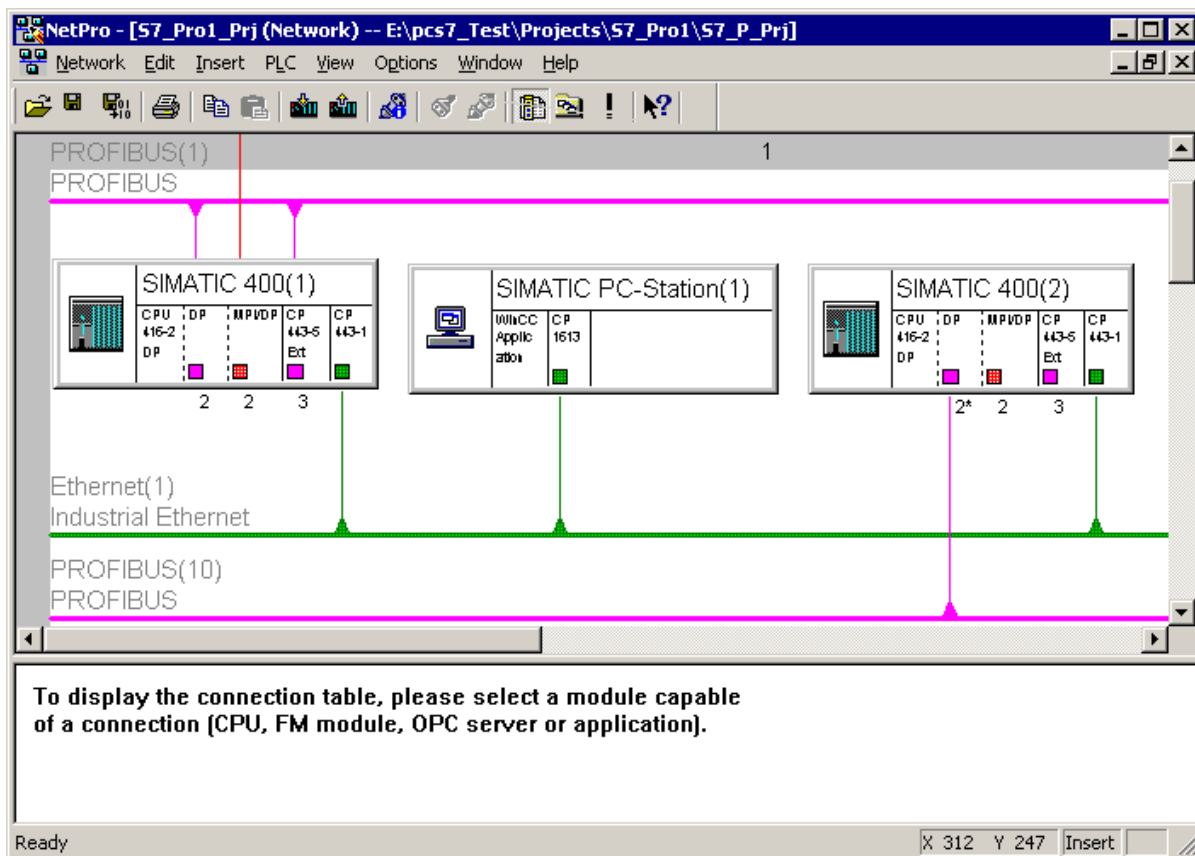 NetPro - [S7_Pro1_Prj (Network) -- E:\pcs7_Test\Projects\S7_Pro1\S7_P_Prj]
Network Edit Insert PLC View Options Window Help
PROFIBUS(1) 1
PROFIBUS
SIMATIC 400(1)
CPU 416-2 DP
DP
MPI/DP
CP 443-5 Ext
CP 443-1
2 2 3
SIMATIC PC-Station(1)
WinCC Application
CP 1613
SIMATIC 400(2)
CPU 416-2 DP
DP
MPI/DP
CP 443-5 Ext
CP 443-1
2* 2 3
Ethernet(1)
Industrial Ethernet
PROFIBUS(10)
PROFIBUS
To display the connection table, please select a module capable
of a connection (CPU, FM module, OPC server or application).
Ready X 312 Y 247 Insert